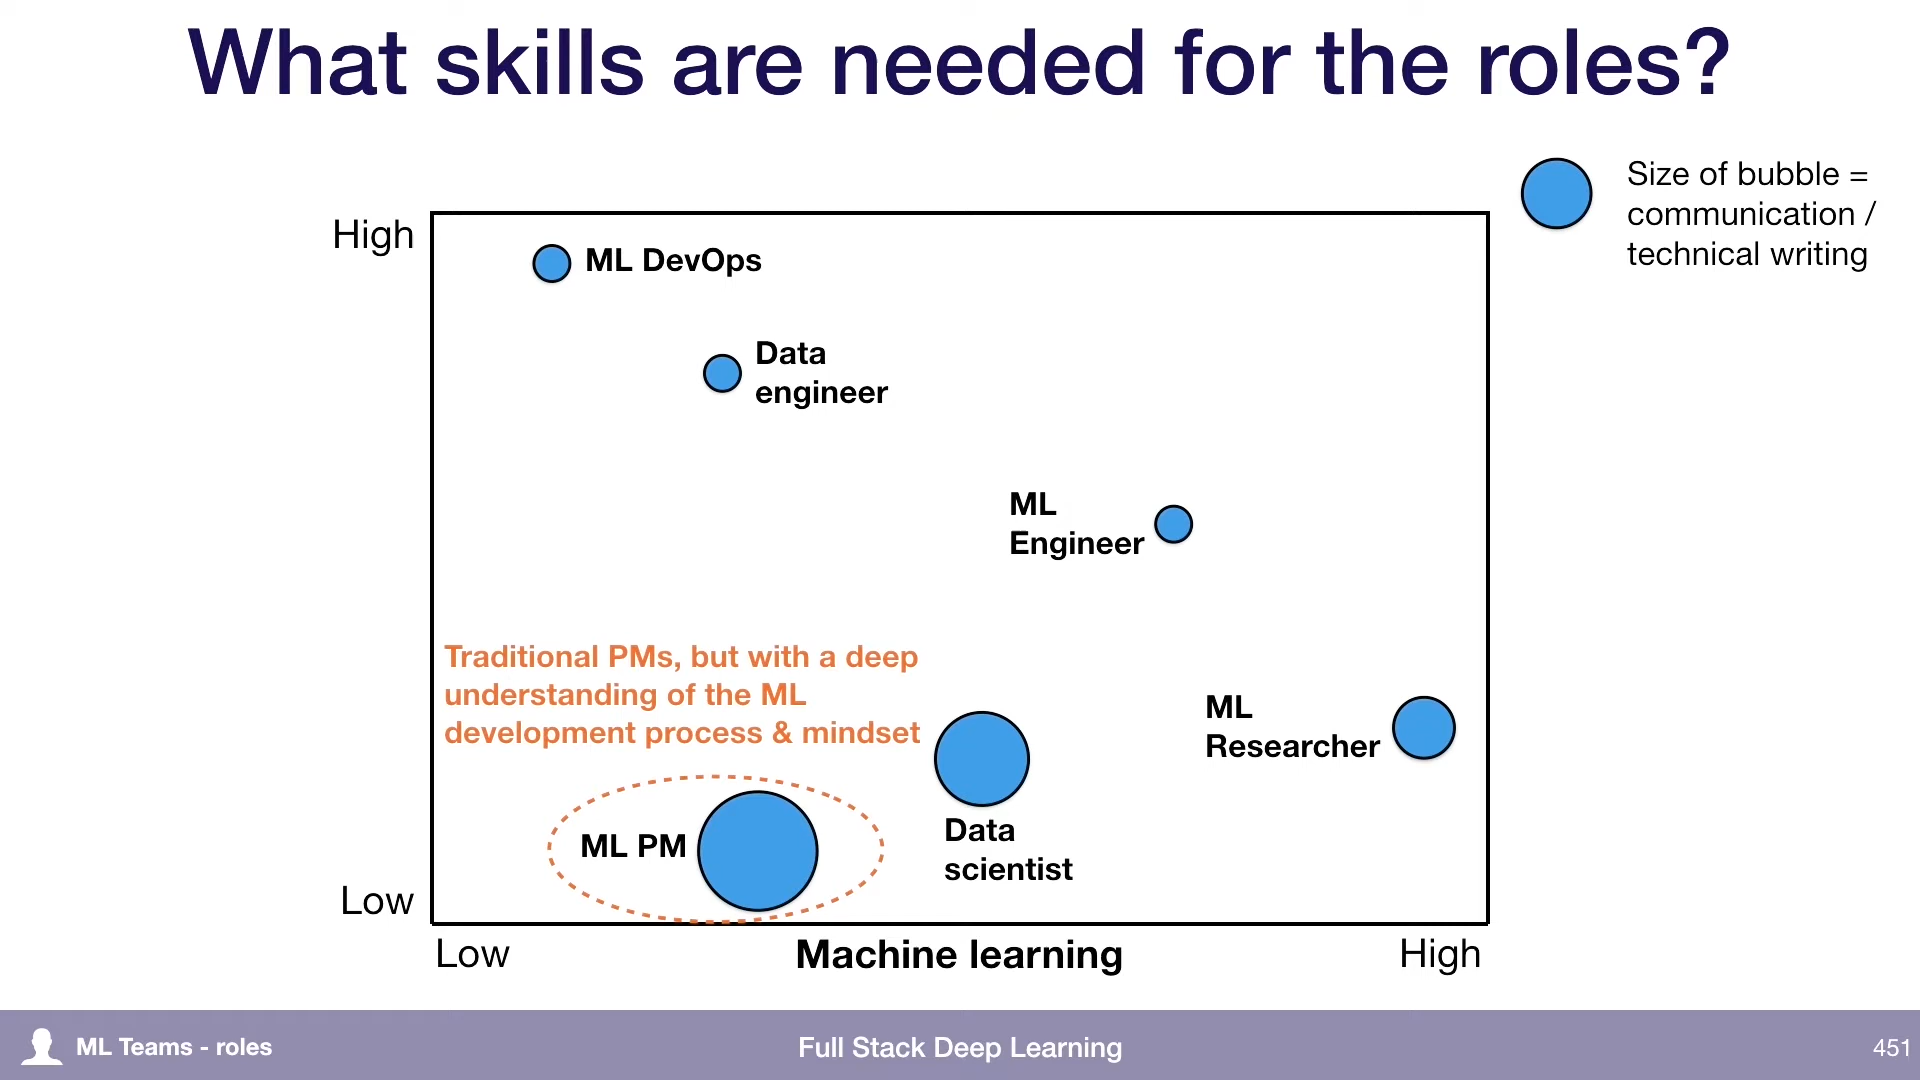 What skills are needed for the roles?
Size of bubble =
communication /
technical writing
High
ML DevOps
Data
engineer
ML
Engineer
Traditional PMs, but with a deep
understanding of the ML
development process & mindset
ML
Researcher
ML PM
Data
scientist
Low
Low
Machine learning
High
ML Teams - roles
Full Stack Deep Learning
451